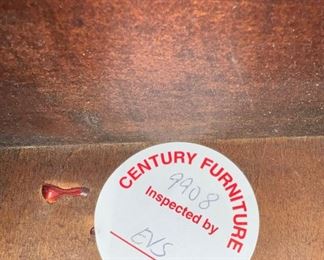 CENTURY FURNITURE
9908
Inspected by
EVS